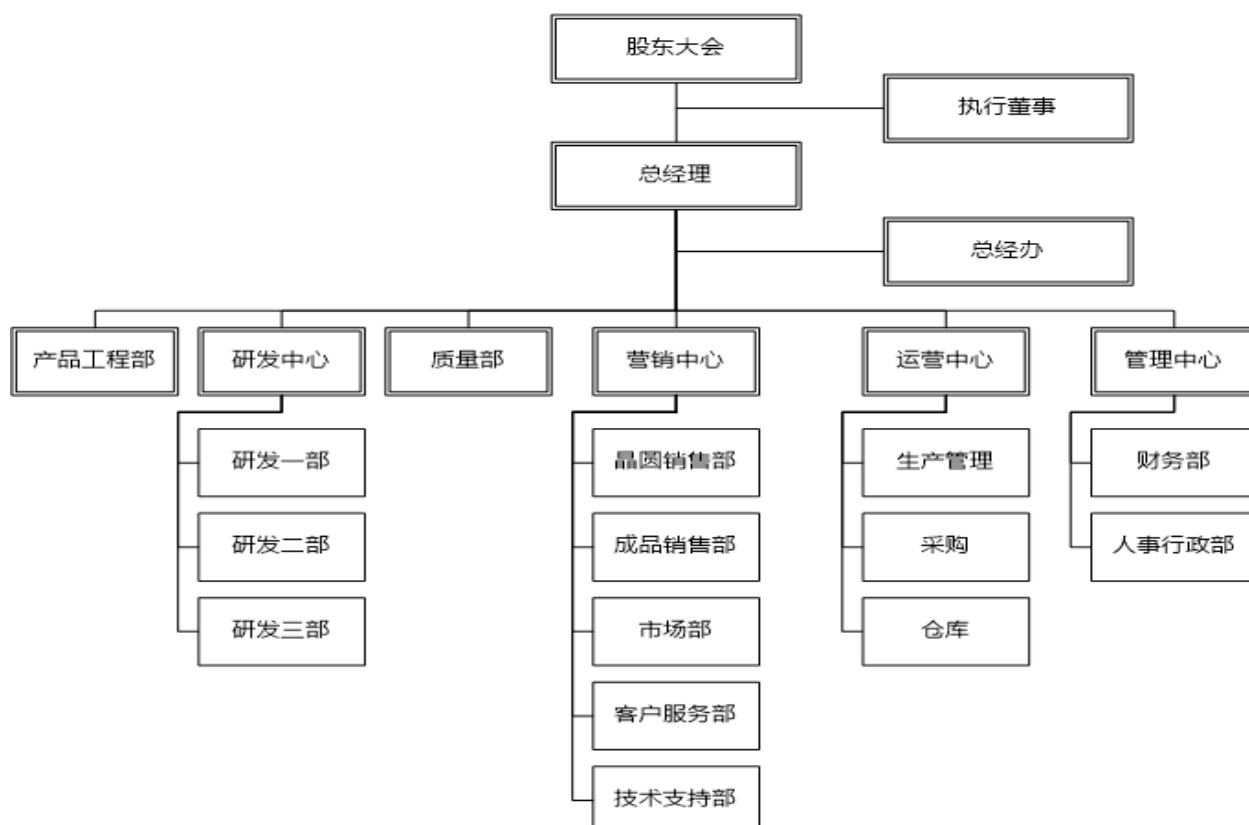 股东大会
执行董事
总经理
总经办
产品工程部
研发中心
质量部
营销中心
运营中心
管理中心
研发一部
晶圆销售部
生产管理
财务部
研发二部
成品销售部
采购
人事行政部
研发三部
市场部
仓库
客户服务部
技术支持部